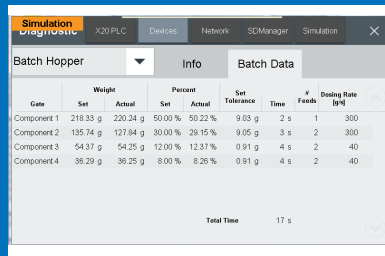 Simulation
Diagnostic X20 PLC Devices Network SDManager Simulation
Batch Hopper Info Batch Data
Weight Percent Set Tolerance Time # Feeds Dosing Rate [g/s]
Gate Set Actual Set Actual
Component 1 218.33 g 220.24 g 50.00 % 50.22 % 9.03 g 2 s 1 300
Component 2 135.74 g 127.84 g 30.00 % 29.15 % 9.05 g 3 s 2 300
Component 3 54.37 g 54.25 g 12.00 % 12.37 % 0.91 g 4 s 2 40
Component 4 36.29 g 36.25 g 8.00 % 8.26 % 0.91 g 4 s 2 40
Total Time 17 s